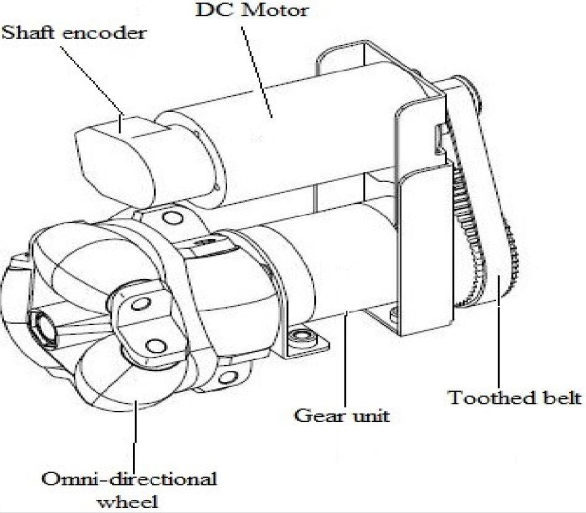 DC Motor
Shaft encoder
Toothed belt
Gear unit
Omni-directional
wheel